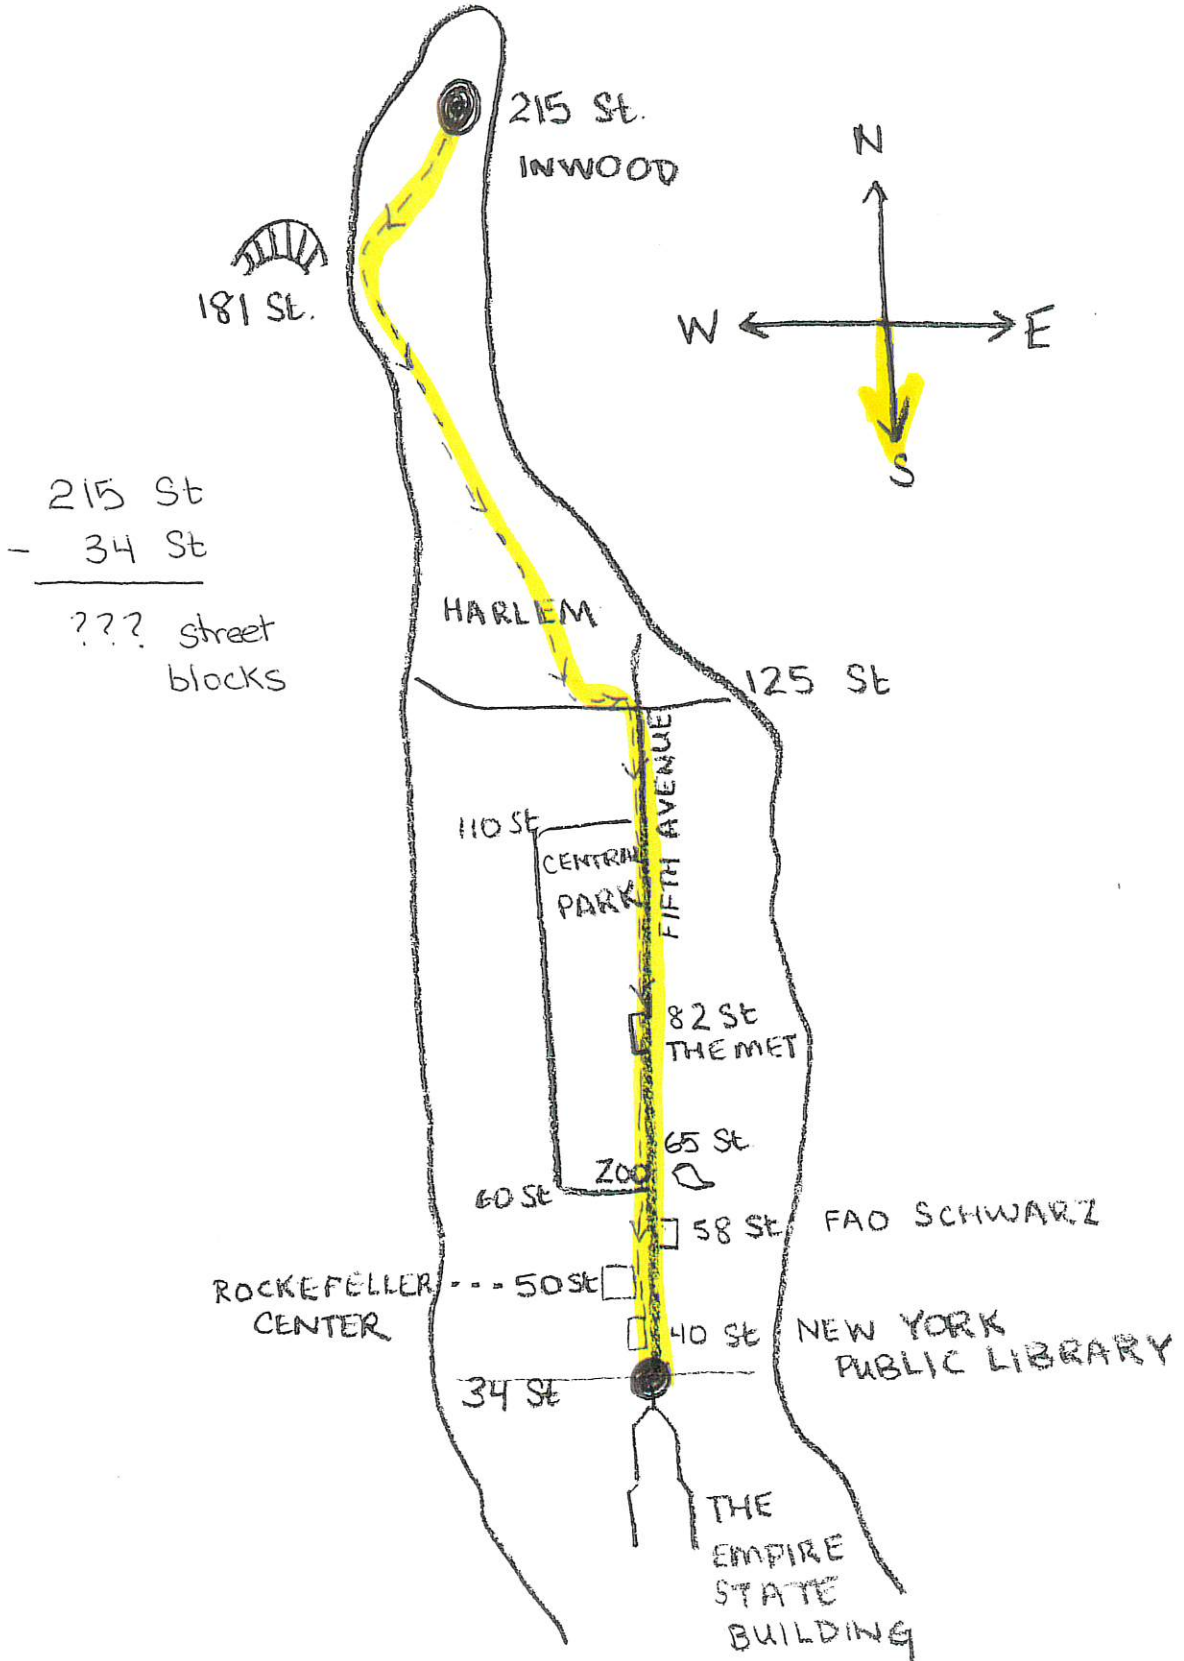 215 St.
INWOOD
N
181 St.
W
E
S
215 St
- 34 St
??? street
blocks
HARLEM
125 St
FIFTH AVENUE
110 St
CENTRAL
PARK
82 St
THE MET
65 St
ZOO
60 St
58 St
FAO SCHWARZ
ROCKEFELLER --- 50 St
CENTER
40 St
NEW YORK
PUBLIC LIBRARY
34 St
THE
EMPIRE
STATE
BUILDING